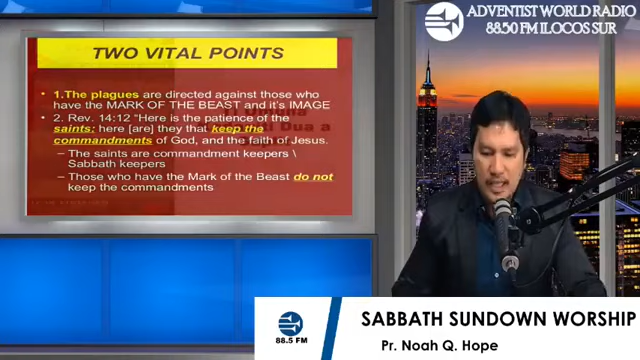 ADVENTIST WORLD RADIO
88.50 FM ILOCOS SUR
TWO VITAL POINTS
• 1.The plagues are directed against those who
have the MARK OF THE BEAST and it's IMAGE
• 2. Rev. 14:12 "Here is the patience of the
saints: here [are] they that keep the
commandments of God, and the faith of Jesus.
– The saints are commandment keepers \
Sabbath keepers
– Those who have the Mark of the Beast do not
keep the commandments
88.5 FM
SABBATH SUNDOWN WORSHIP
Pr. Noah Q. Hope